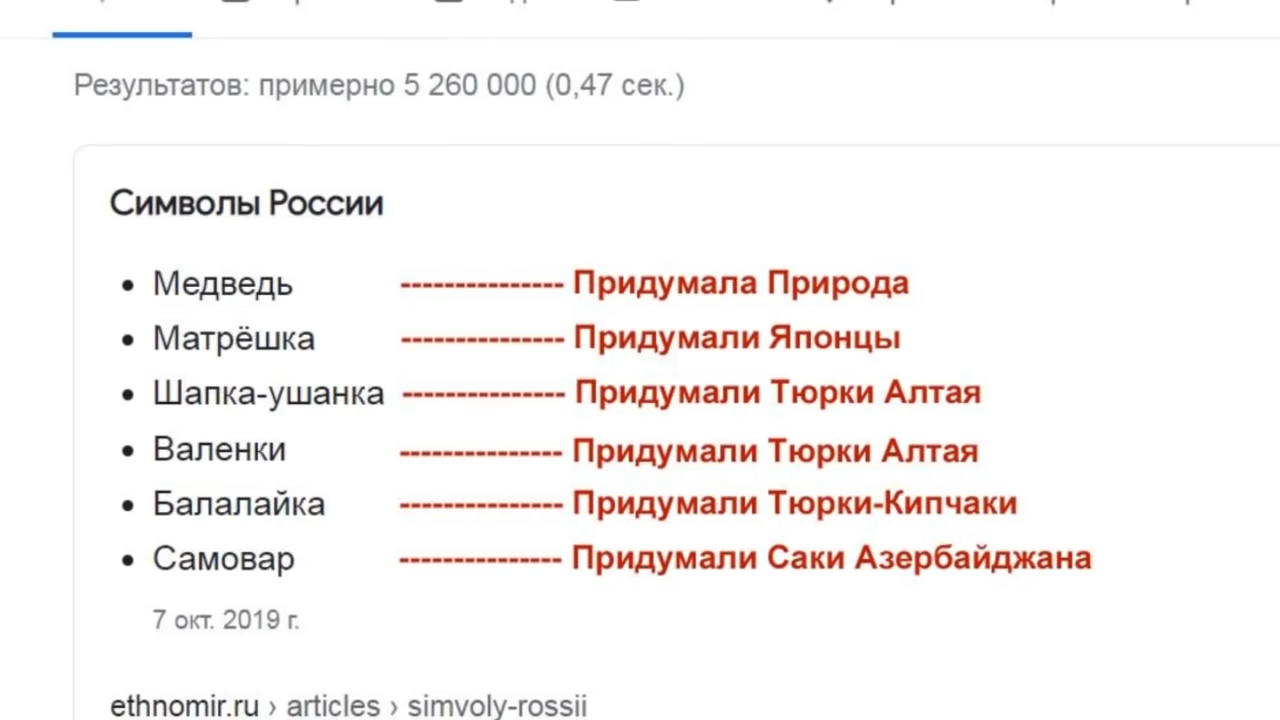 Результатов: примерно 5 260 000 (0,47 сек.)
Символы России
• Медведь --------------- Придумала Природа
• Матрёшка --------------- Придумали Японцы
• Шапка-ушанка --------------- Придумали Тюрки Алтая
• Валенки --------------- Придумали Тюрки Алтая
• Балалайка --------------- Придумали Тюрки-Кипчаки
• Самовар --------------- Придумали Саки Азербайджана
7 окт. 2019 г.
ethnomir.ru › articles › simvoly-rossii